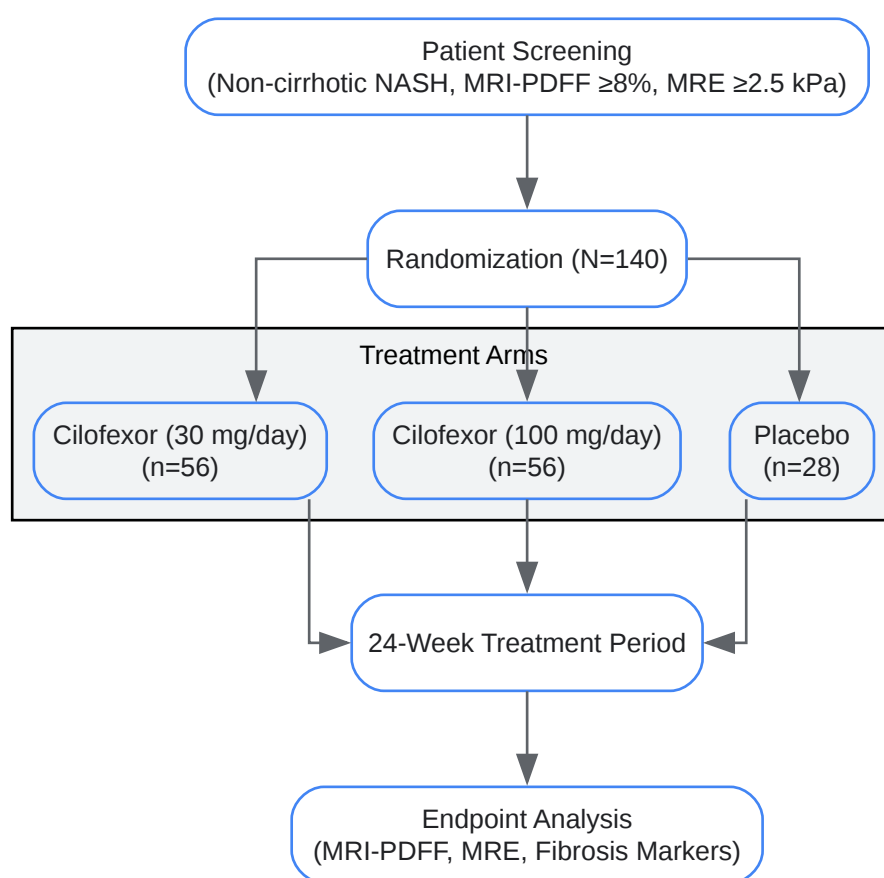 Patient Screening
(Non-cirrhotic NASH, MRI-PDFF ≥8%, MRE ≥2.5 kPa)
Randomization (N=140)
Treatment Arms
Cilofexor (30 mg/day)
(n=56)
Cilofexor (100 mg/day)
(n=56)
Placebo
(n=28)
24-Week Treatment Period
Endpoint Analysis
(MRI-PDFF, MRE, Fibrosis Markers)